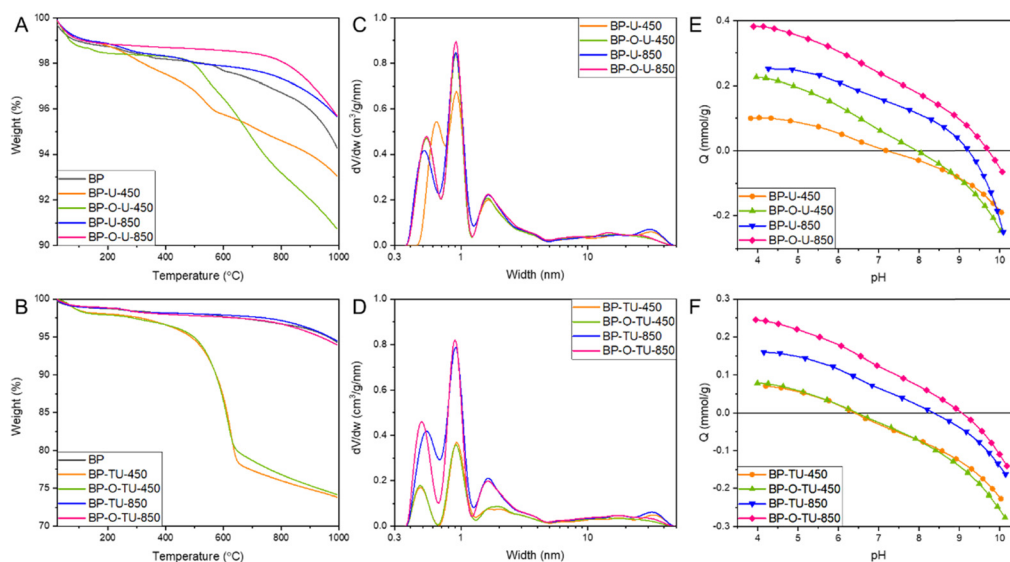 A
100
98
96
94
92
90
Weight (%)
BP
BP-U-450
BP-O-U-450
BP-U-850
BP-O-U-850
0 200 400 600 800 1000
Temperature (°C)
C
1.0
0.8
0.6
0.4
0.2
0.0
dV/dw (cm³/g/nm)
BP-U-450
BP-O-U-450
BP-U-850
BP-O-U-850
0.3 1 10
Width (nm)
E
0.4
0.2
0.0
-0.2
Q (mmol/g)
BP-U-450
BP-O-U-450
BP-U-850
BP-O-U-850
4 5 6 7 8 9 10
pH
B
100
95
90
85
80
75
70
Weight (%)
BP
BP-TU-450
BP-O-TU-450
BP-TU-850
BP-O-TU-850
0 200 400 600 800 1000
Temperature (°C)
D
1.0
0.8
0.6
0.4
0.2
0.0
dV/dw (cm³/g/nm)
BP-TU-450
BP-O-TU-450
BP-TU-850
BP-O-TU-850
0.3 1 10
Width (nm)
F
0.3
0.2
0.1
0.0
-0.1
-0.2
-0.3
Q (mmol/g)
BP-TU-450
BP-O-TU-450
BP-TU-850
BP-O-TU-850
4 5 6 7 8 9 10
pH